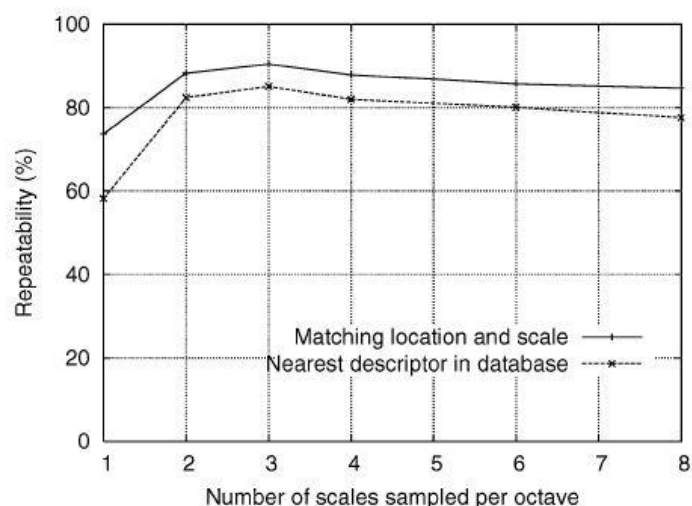 100
80
60
40
20
0
Repeatability (%)
Matching location and scale
Nearest descriptor in database
1 2 3 4 5 6 7 8
Number of scales sampled per octave